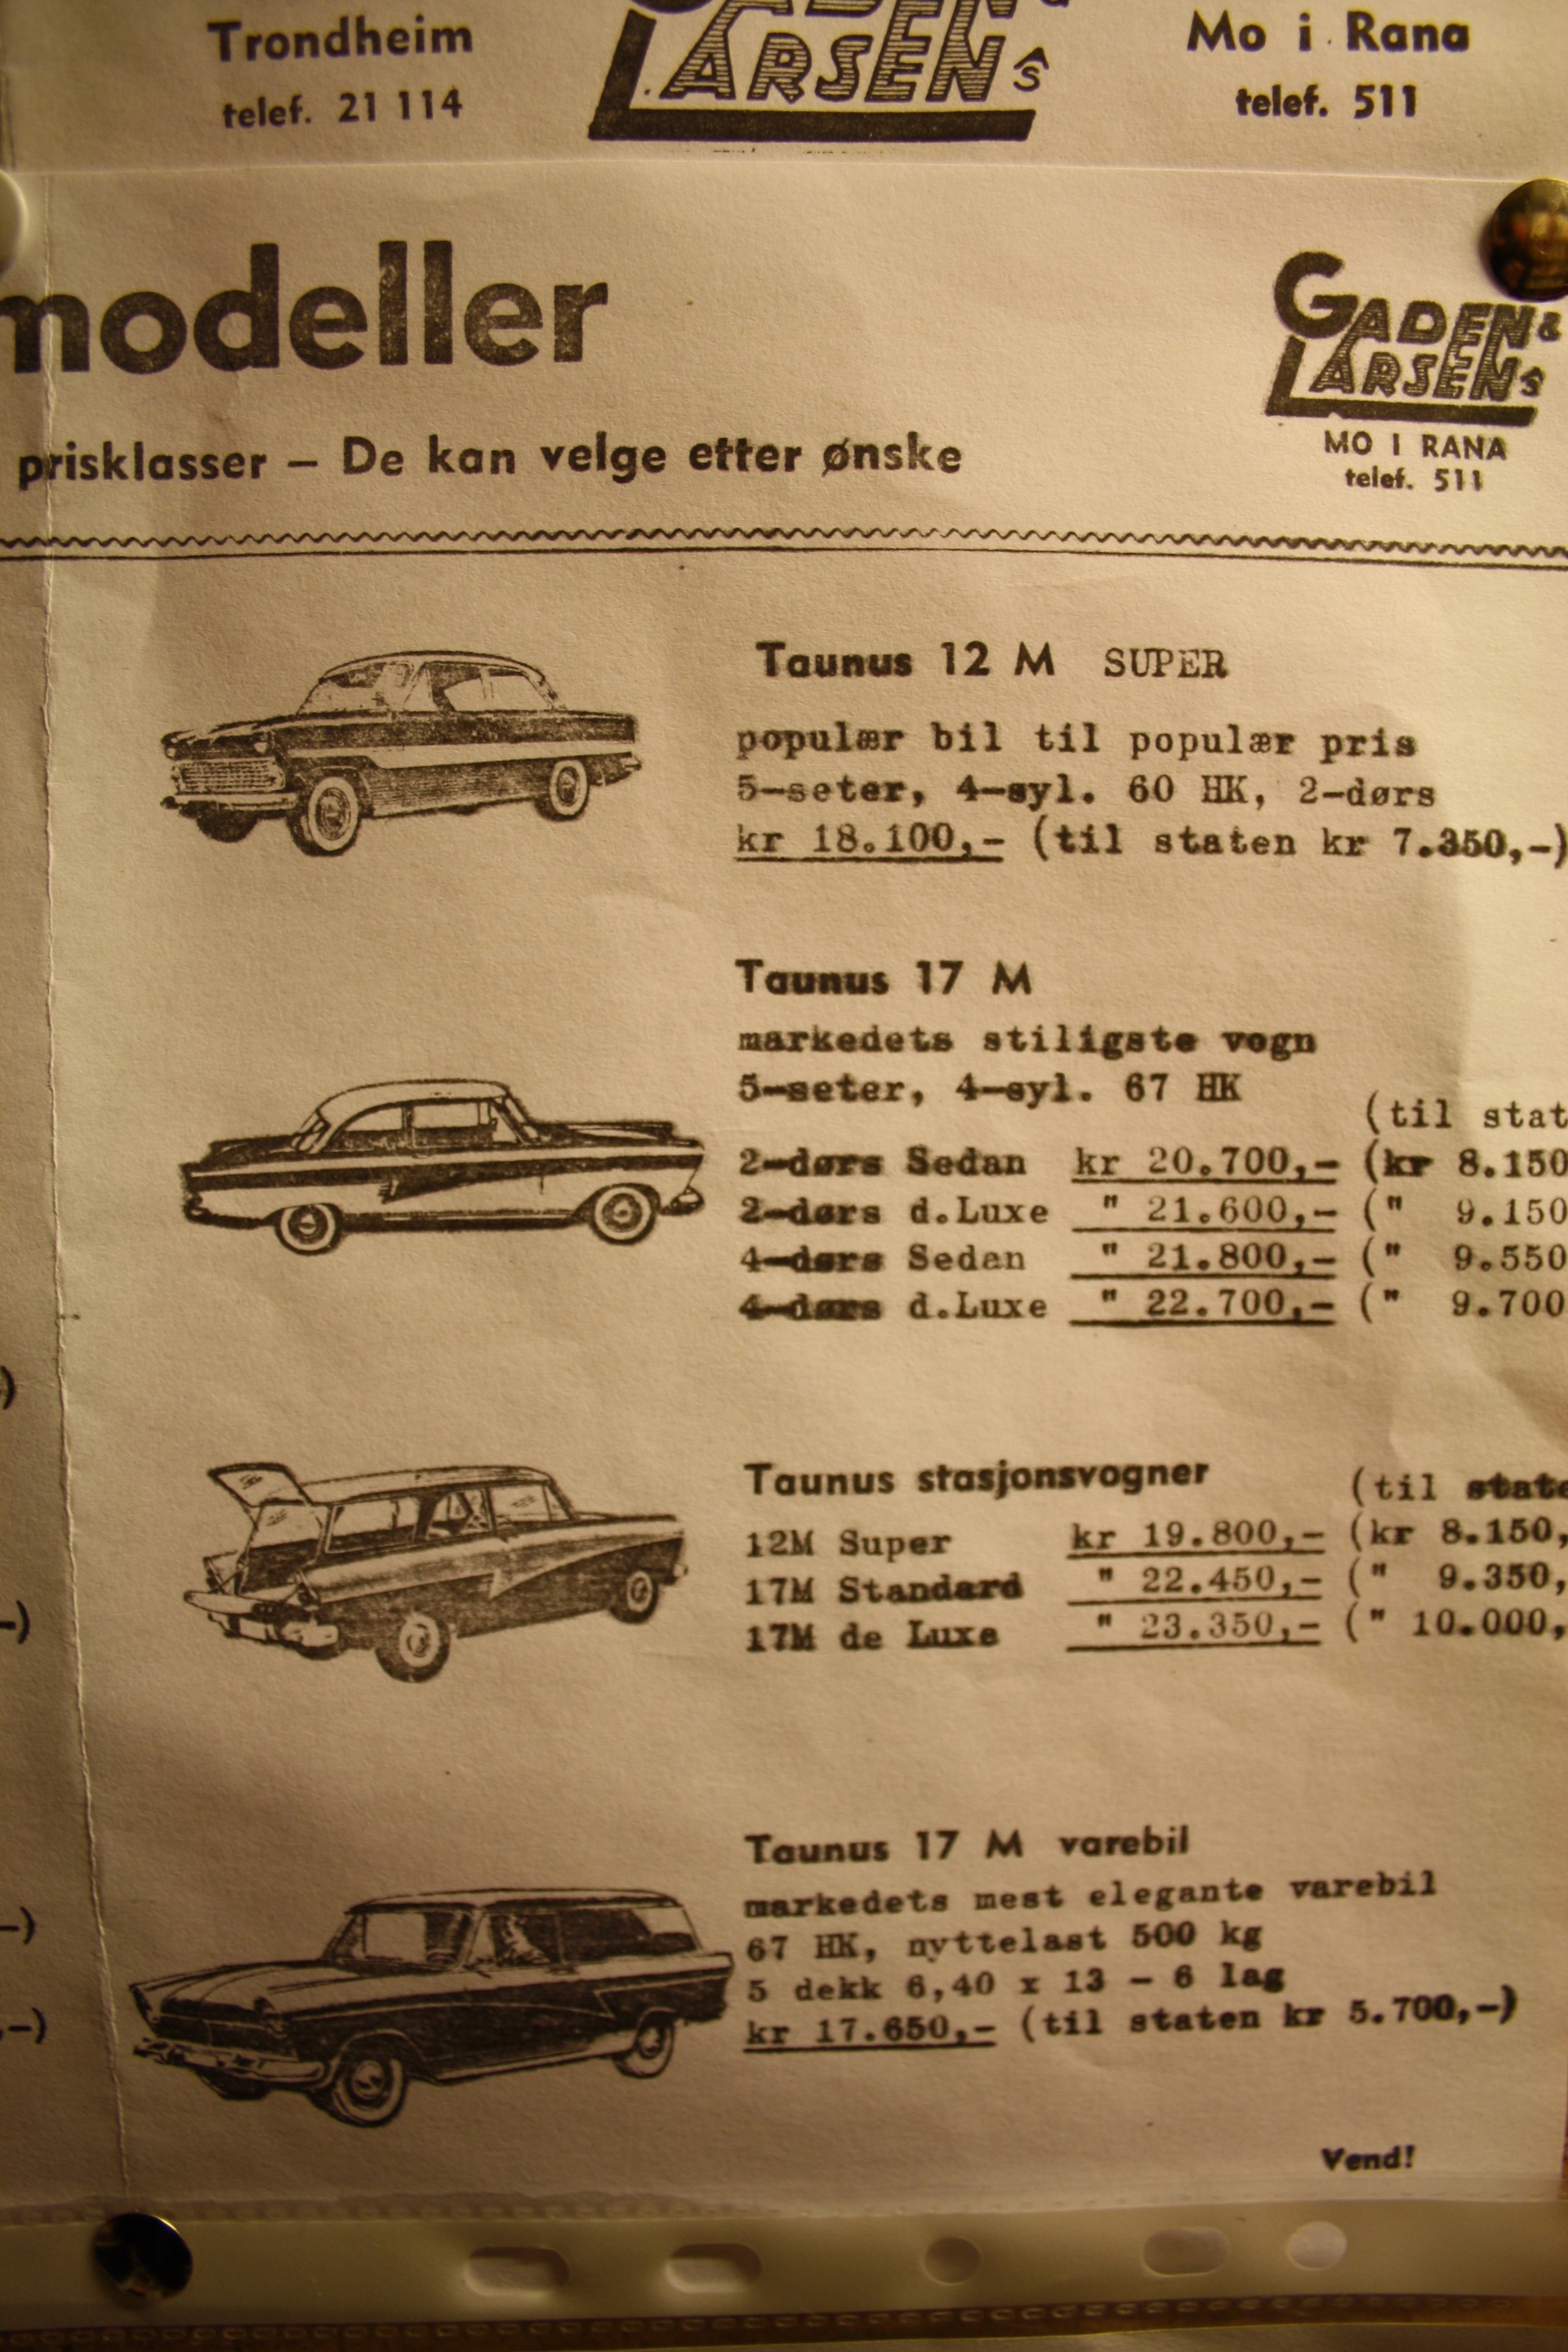 Trondheim
telef. 21 114
GADEN &
LARSEN A/S
Mo i Rana
telef. 511
modeller
prisklasser – De kan velge etter ønske
GADEN &
LARSEN A/S
MO I RANA
telef. 511
Taunus 12 M SUPER
populær bil til populær pris
5-seter, 4-syl. 60 HK, 2-dørs
kr 18.100,- (til staten kr 7.350,-)
Taunus 17 M
markedets stiligste vogn
5-seter, 4-syl. 67 HK
(til stat
2-dørs Sedan kr 20.700,- (kr 8.150
2-dørs d.Luxe " 21.600,- (" 9.150
4-dørs Sedan " 21.800,- (" 9.550
4-dørs d.Luxe " 22.700,- (" 9.700
Taunus stasjonsvogner (til state
12M Super kr 19.800,- (kr 8.150,
17M Standard " 22.450,- (" 9.350,
17M de Luxe " 23.350,- (" 10.000,
Taunus 17 M varebil
markedets mest elegante varebil
67 HK, nyttelast 500 kg
5 dekk 6,40 x 13 - 6 lag
kr 17.650,- (til staten kr 5.700,-)
Vend!